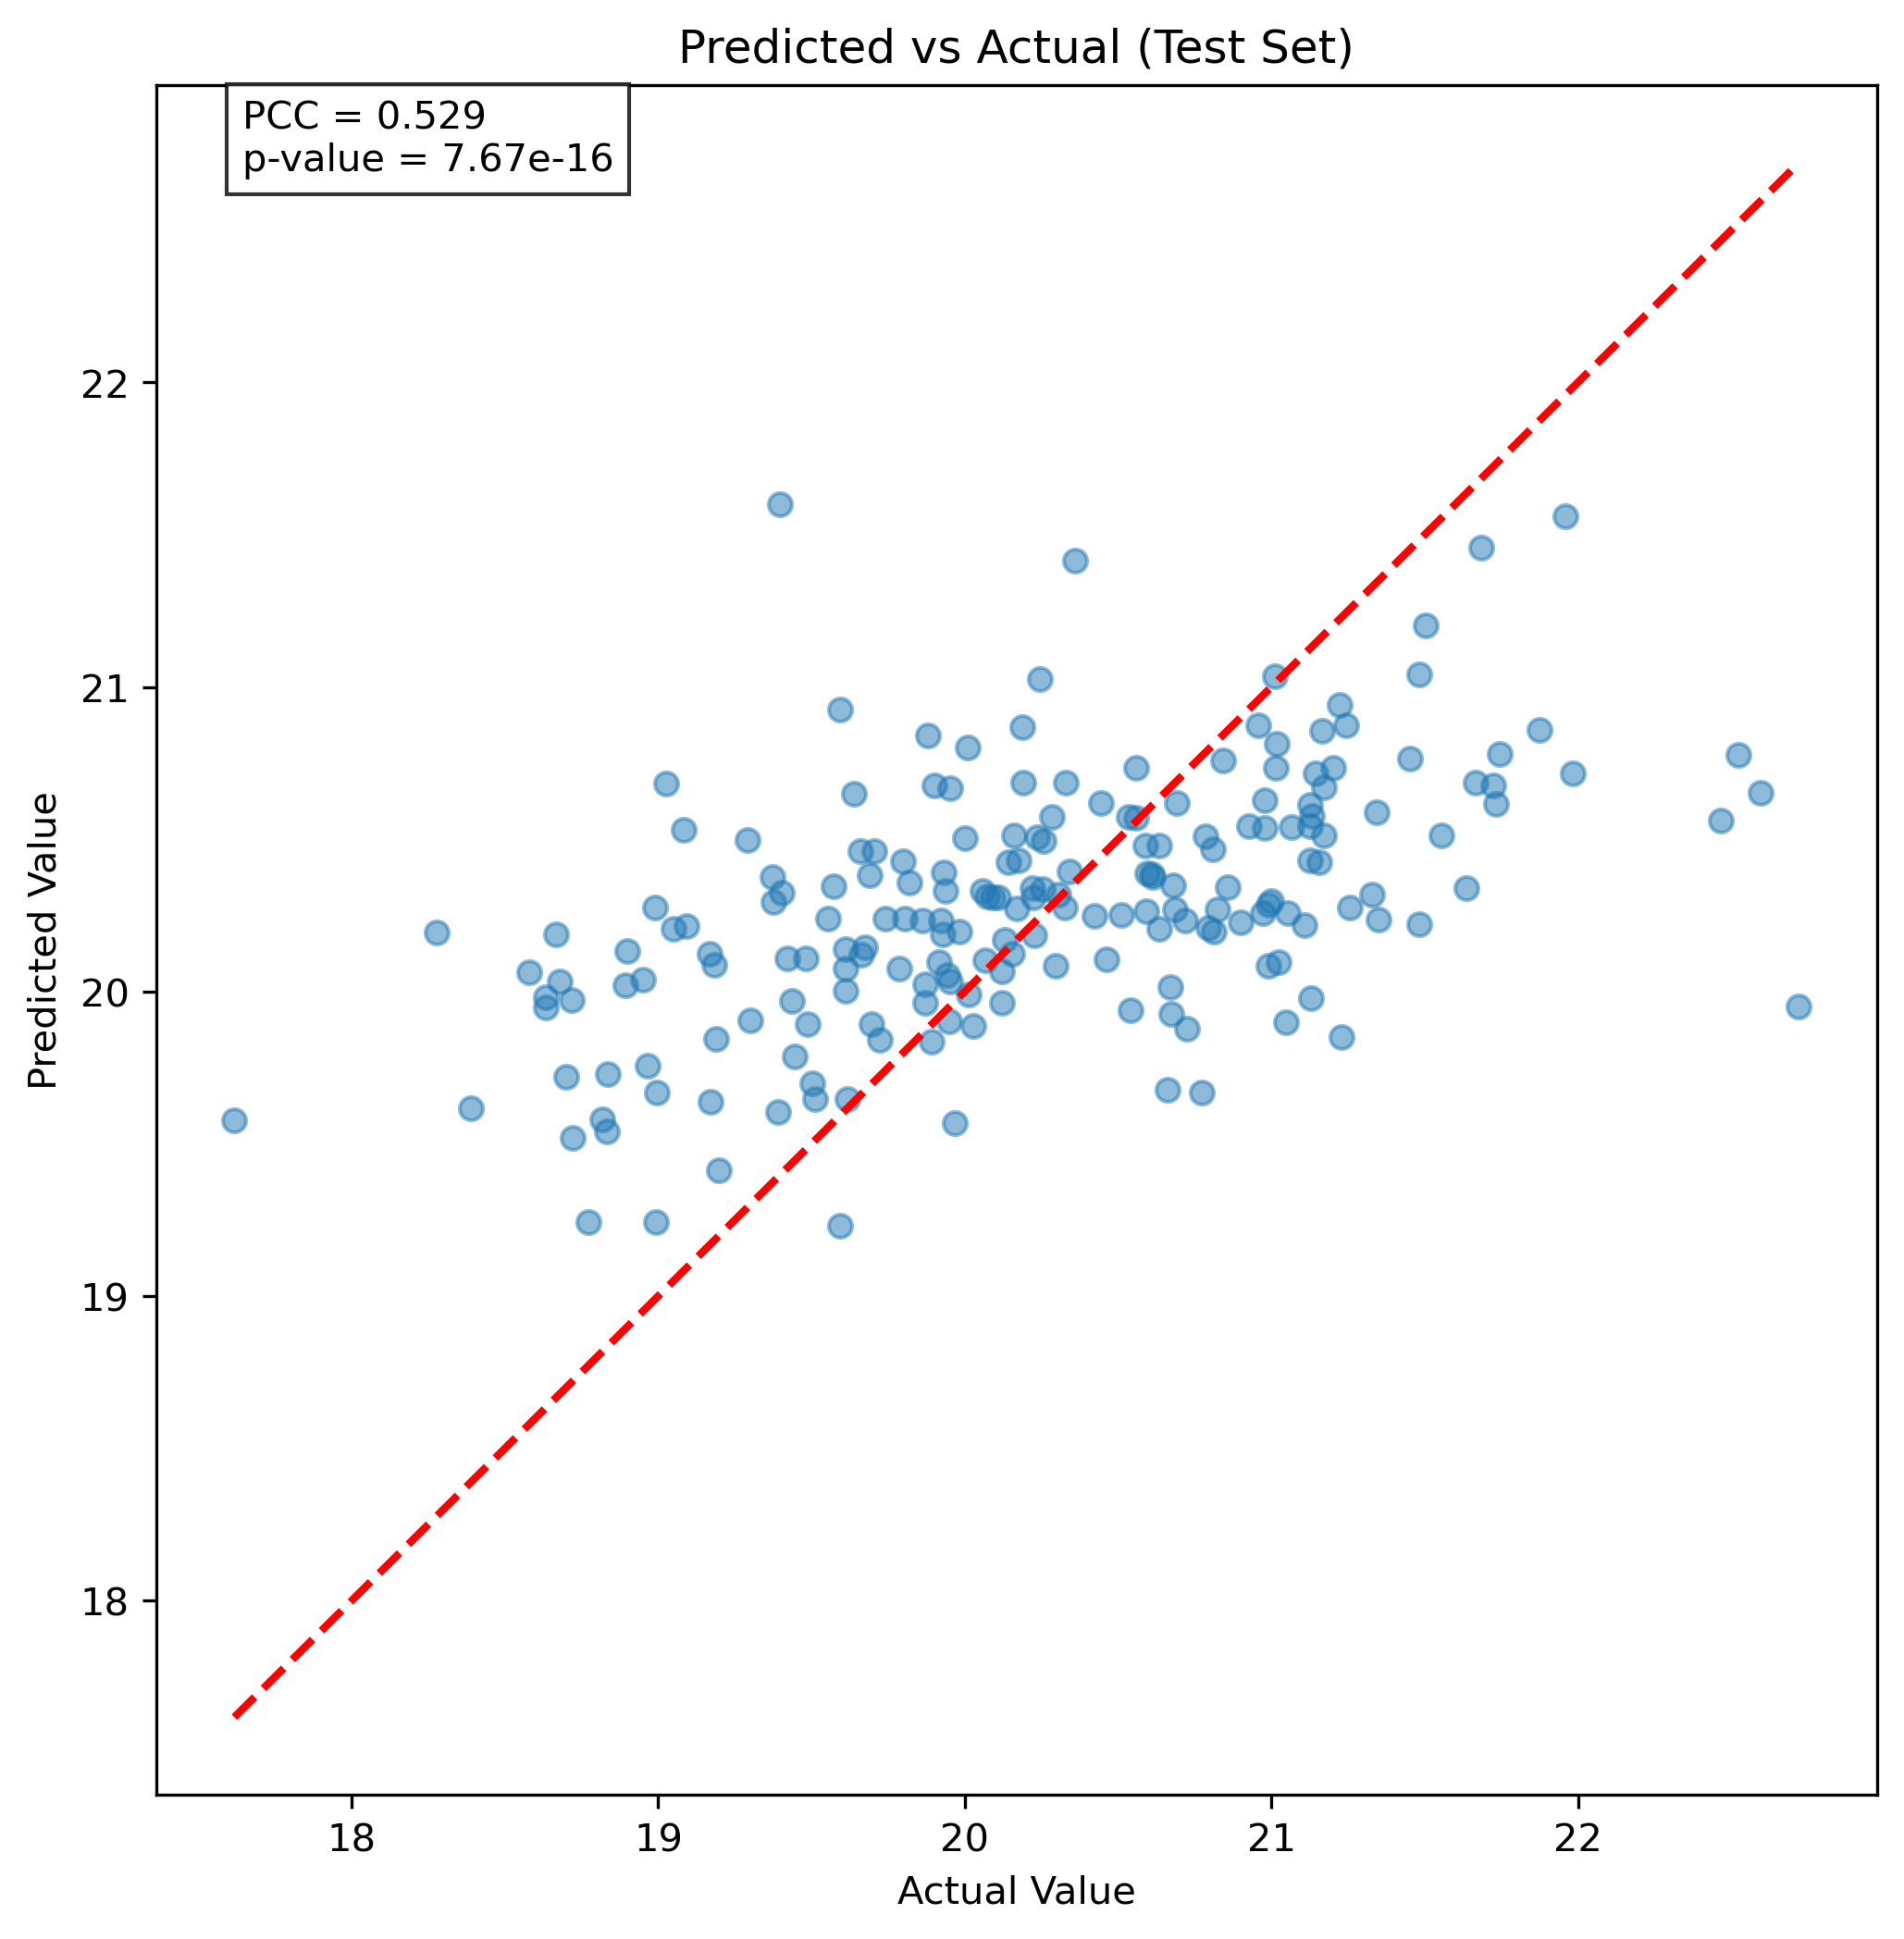 Predicted vs Actual (Test Set)
PCC = 0.529
p-value = 7.67e-16
22
21
20
19
18
Predicted Value
18 19 20 21 22
Actual Value